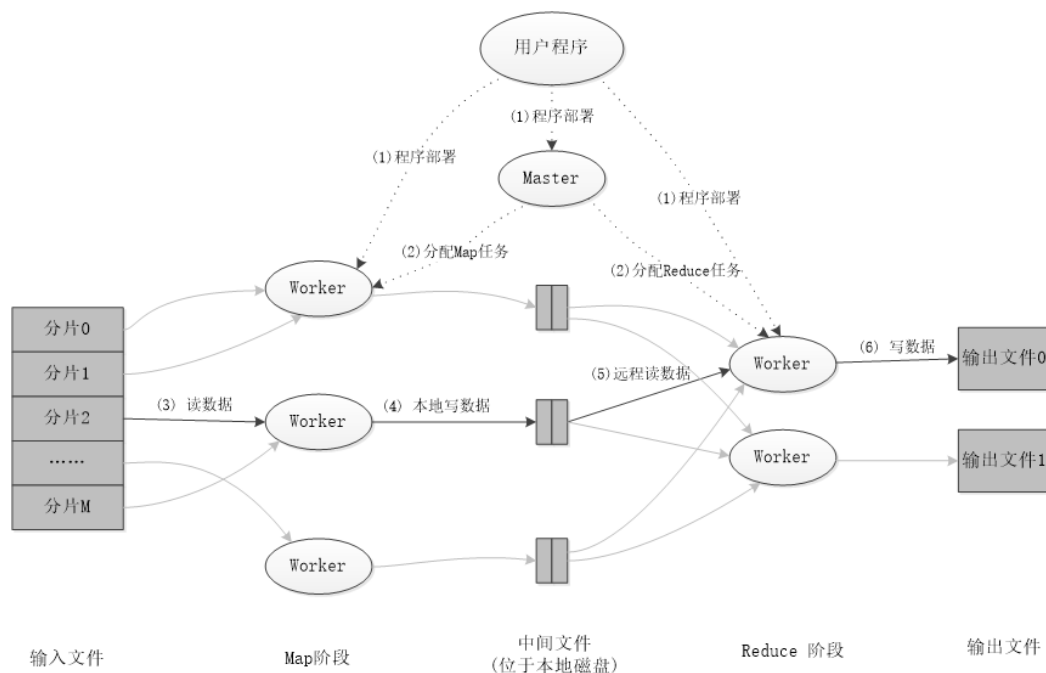 用户程序
(1)程序部署
(1)程序部署
Master
(1)程序部署
(2)分配Map任务
(2)分配Reduce任务
Worker
分片0
分片1
分片2
……
分片M
(3) 读数据
Worker
(4) 本地写数据
Worker
(5)远程读数据
Worker
(6) 写数据
输出文件0
Worker
输出文件1
输入文件
Map阶段
中间文件
(位于本地磁盘)
Reduce 阶段
输出文件